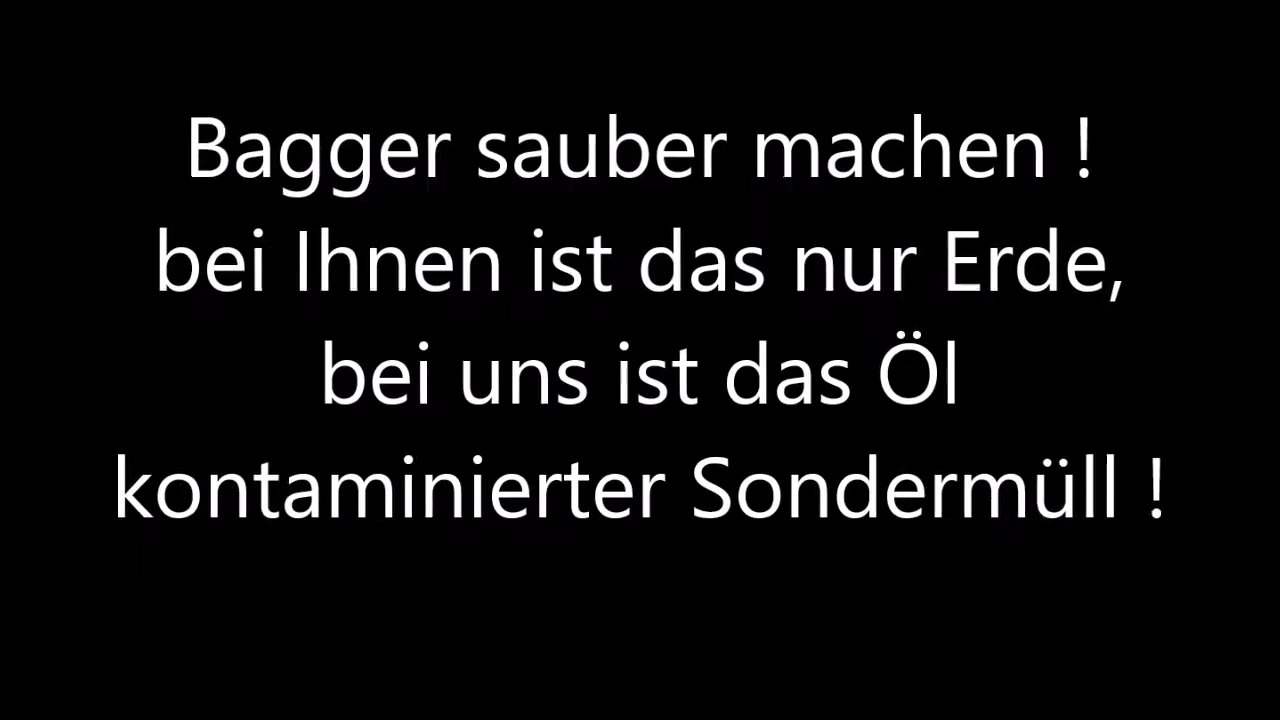 Bagger sauber machen !
bei Ihnen ist das nur Erde,
bei uns ist das Öl
kontaminierter Sondermüll !